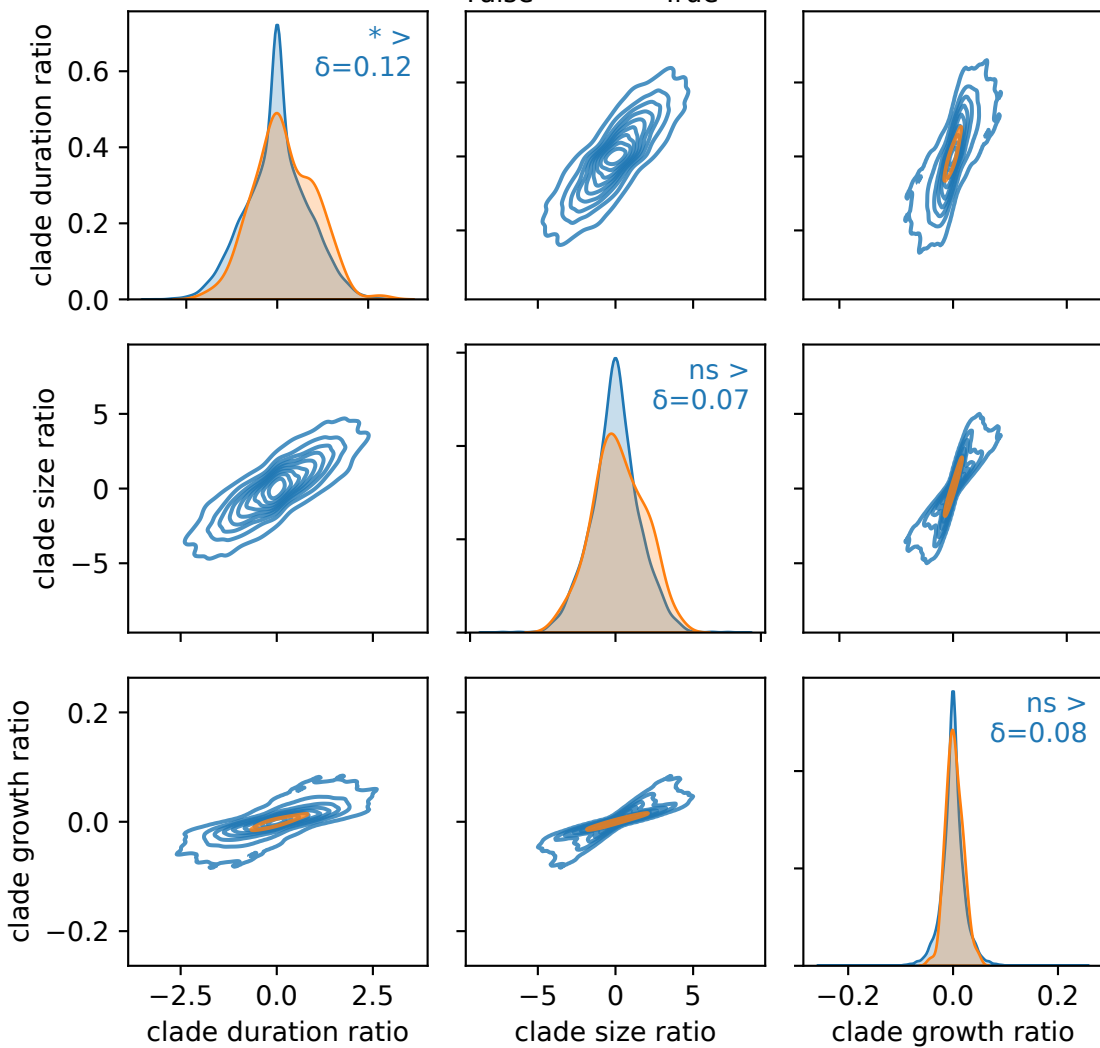 * >
δ=0.12
clade duration ratio
0.6
0.4
0.2
0.0
ns >
δ=0.07
clade size ratio
5
0
−5
ns >
δ=0.08
clade growth ratio
0.2
0.0
−0.2
−2.5 0.0 2.5 −5 0 5 −0.2 0.0 0.2
clade duration ratio clade size ratio clade growth ratio